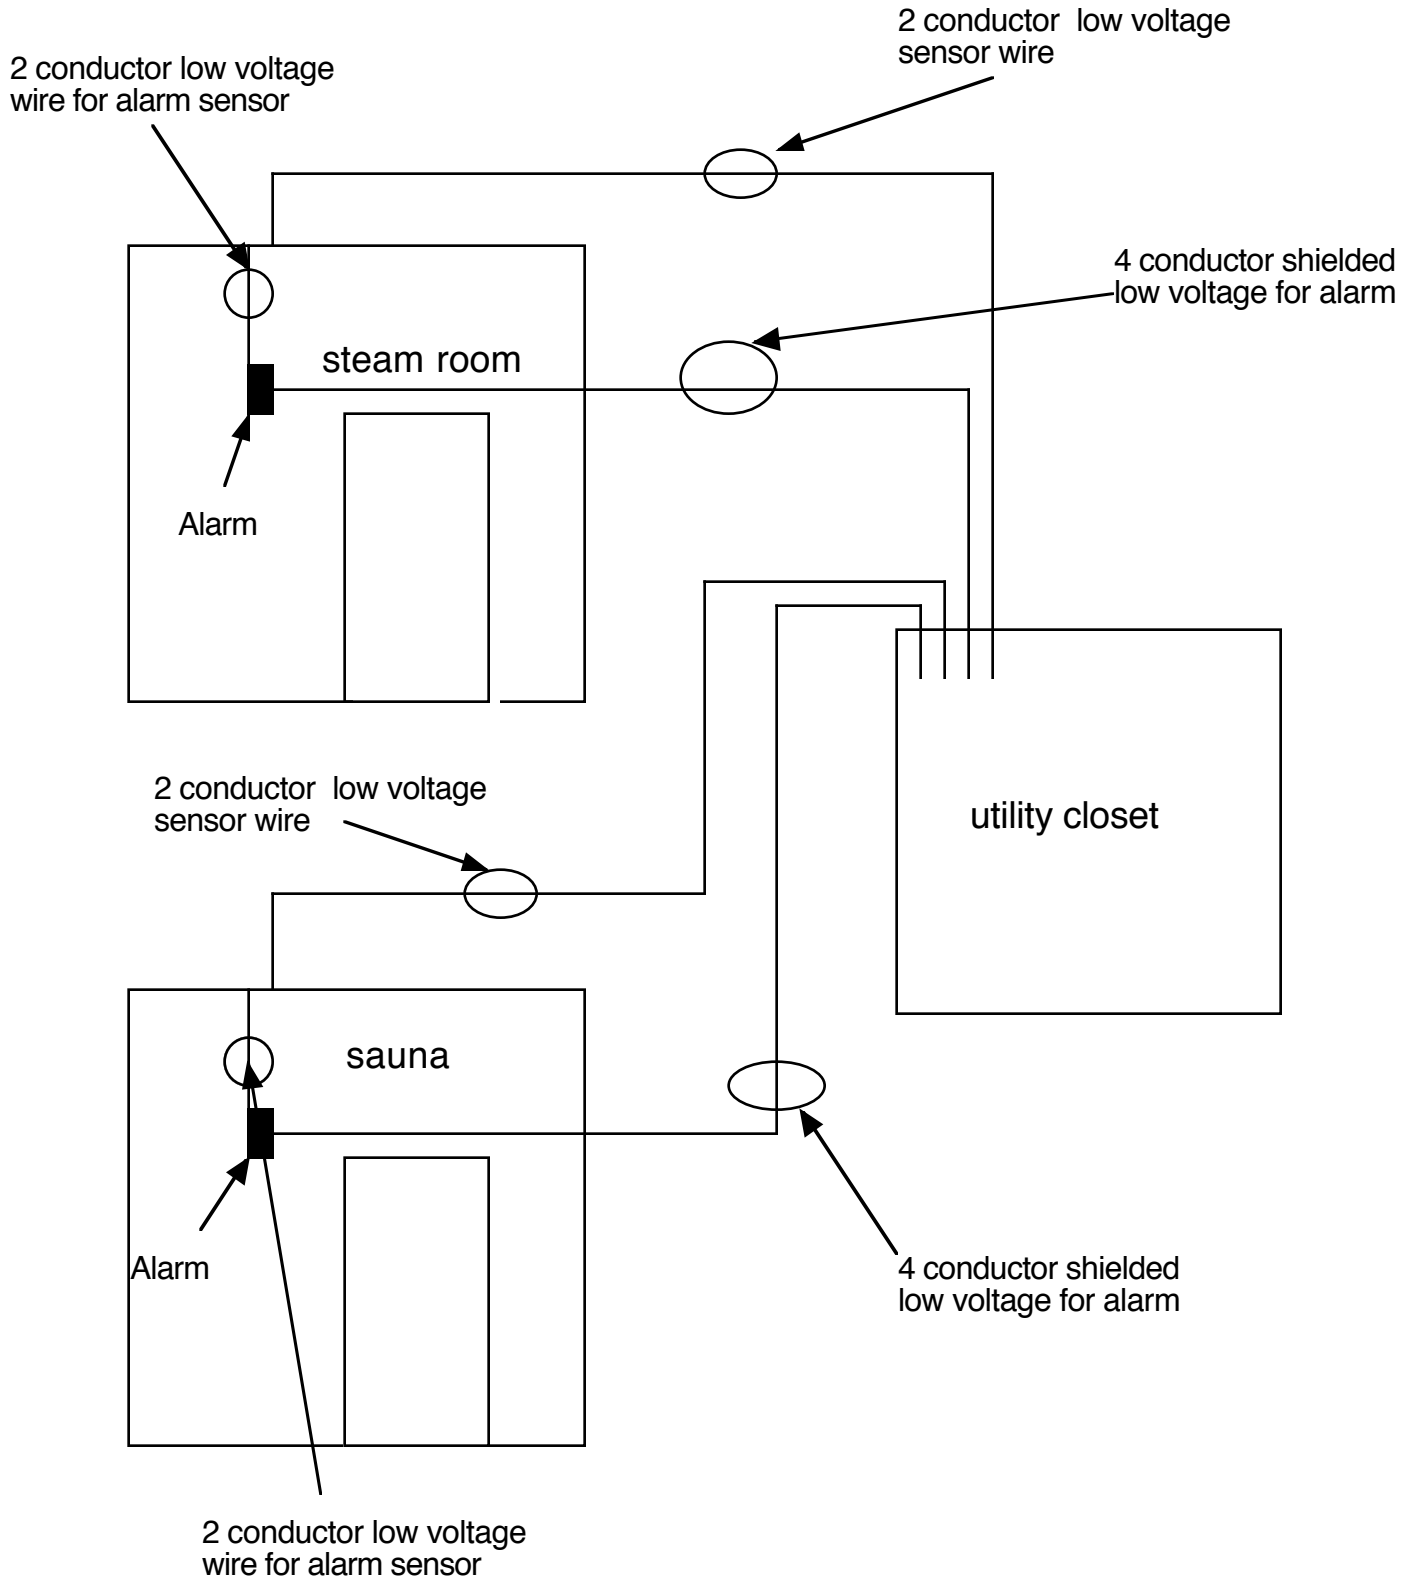 2 conductor  low voltage
sensor wire
2 conductor low voltage
wire for alarm sensor
4 conductor shielded
low voltage for alarm
steam room
Alarm
2 conductor  low voltage
sensor wire
utility closet
sauna
Alarm
4 conductor shielded
low voltage for alarm
2 conductor low voltage
wire for alarm sensor